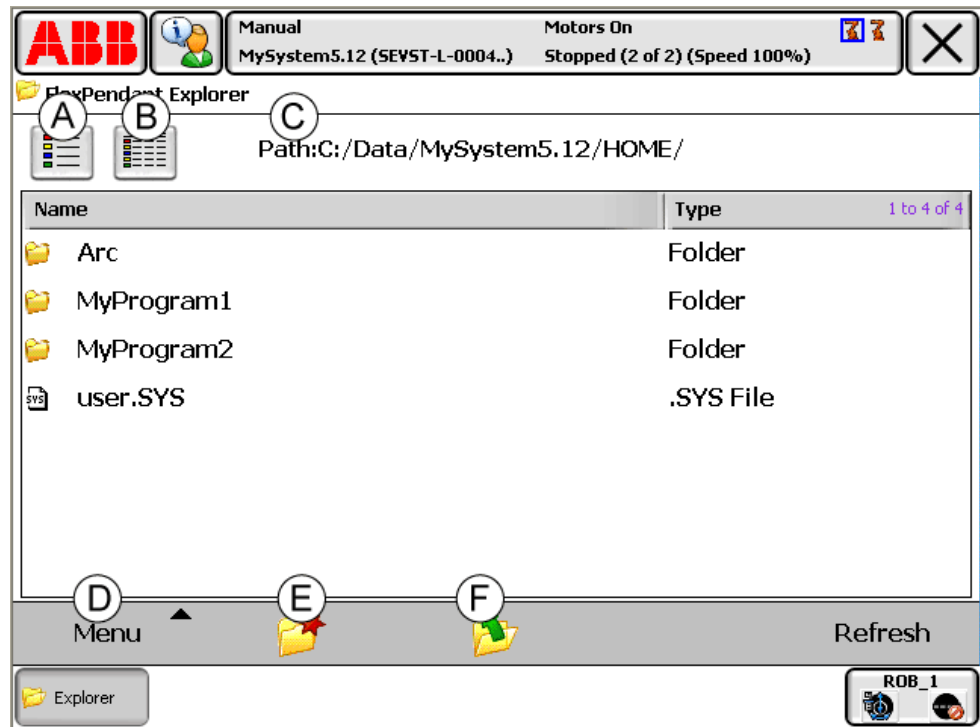 ABB
Manual
Motors On
MySystem5.12 (SEVST-L-0004..)
Stopped (2 of 2) (Speed 100%)
FlexPendant Explorer
A
B
C
Path:C:/Data/MySystem5.12/HOME/
Name
Type
1 to 4 of 4
Arc
Folder
MyProgram1
Folder
MyProgram2
Folder
SYS
user.SYS
.SYS File
D
E
F
Menu
Refresh
Explorer
ROB_1